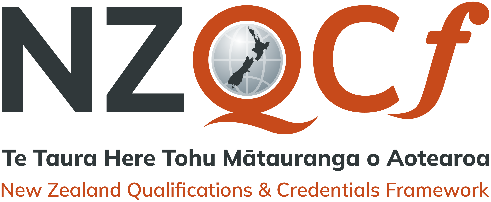 NZQCf
Te Taura Here Tohu Mātauranga o Aotearoa
New Zealand Qualifications & Credentials Framework